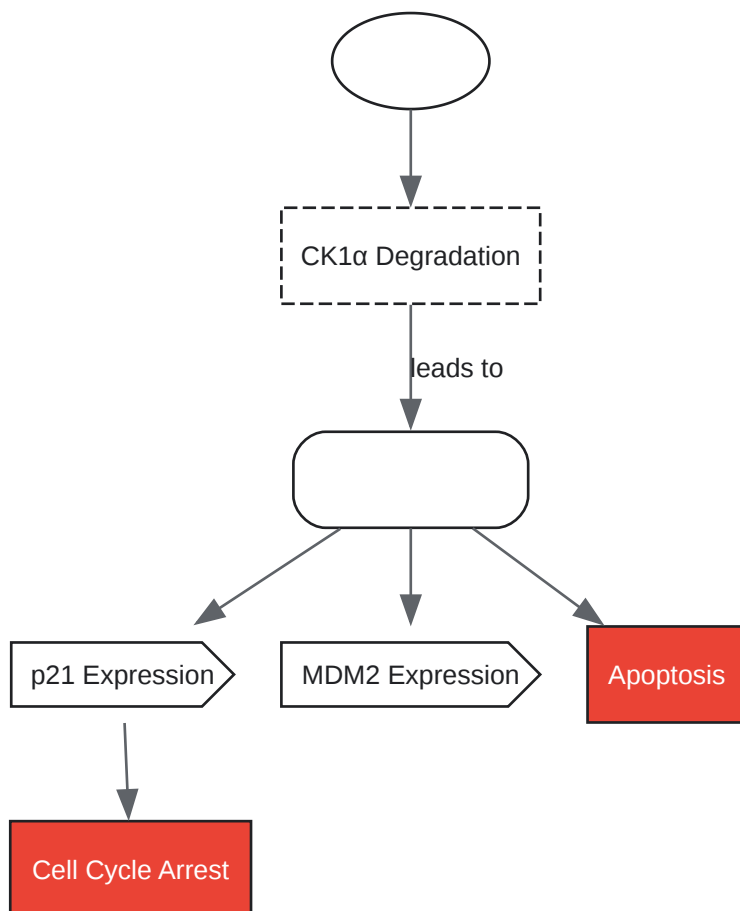 CK1α Degradation
leads to
p21 Expression
MDM2 Expression
Apoptosis
Cell Cycle Arrest